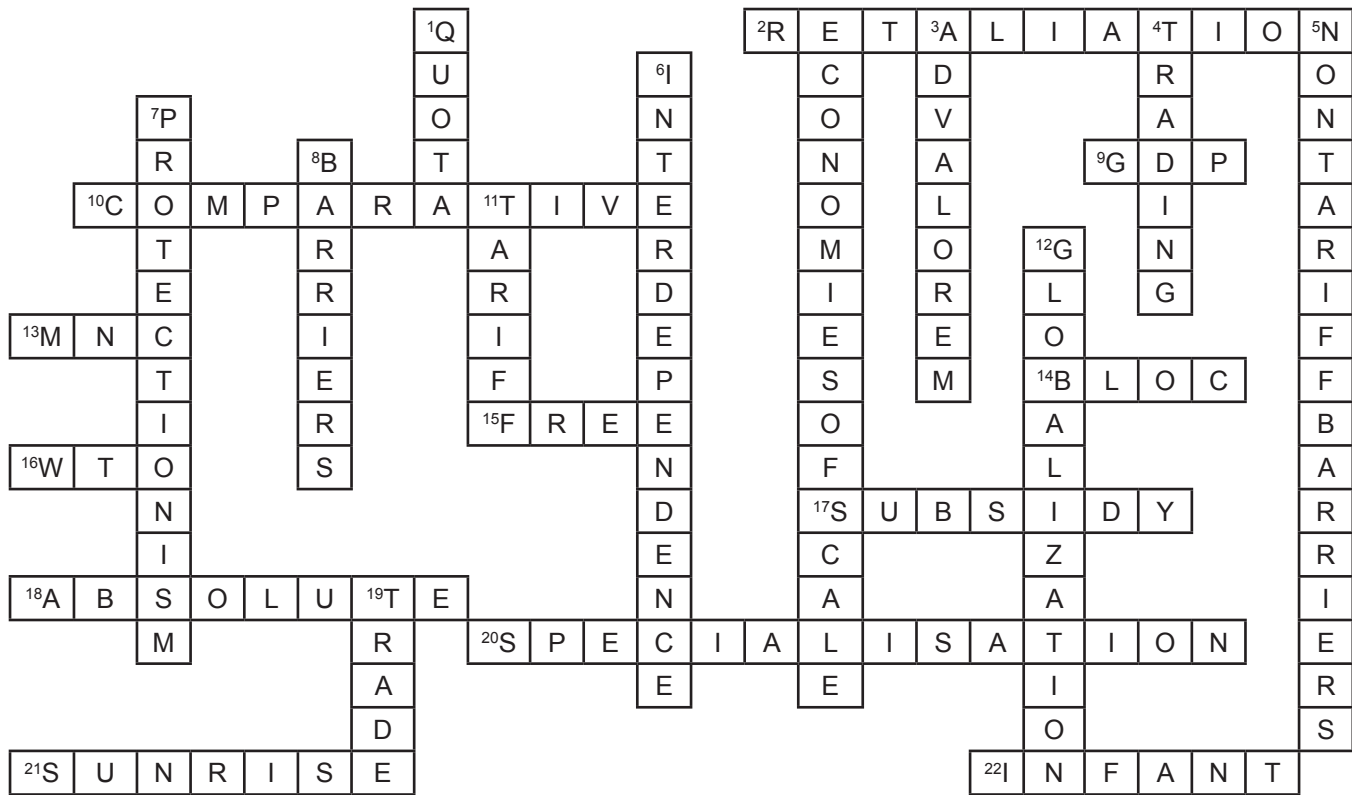 1Q 2R E T 3A L I A 4T I O 5N
U 6I C D R O
7P O N O V A N
R 8B T T N A 9G D P T
10C O M P A R A 11T I V E O L I A
T R A R M O 12G N R
E R R D I R L G I
13M N C I I E E E O F
T E F P S M 14B L O C F
I R 15F R E E O A B
16W T O S N F L A
N D 17S U B S I D Y R
I E C Z R
18A B S O L U 19T E N A A I
M R 20S P E C I A L I S A T I O N E
A E E I R
D O S
21S U N R I S E 22I N F A N T